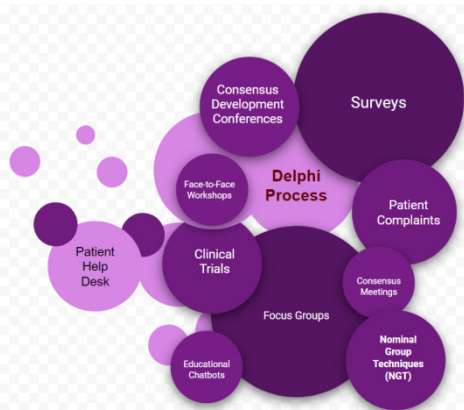 Consensus
Development
Conferences
Surveys
Delphi
Process
Face-to-Face
Workshops
Patient
Complaints
Patient
Help
Desk
Clinical
Trials
Consensus
Meetings
Focus Groups
Nominal
Group
Techniques
(NGT)
Educational
Chatbots